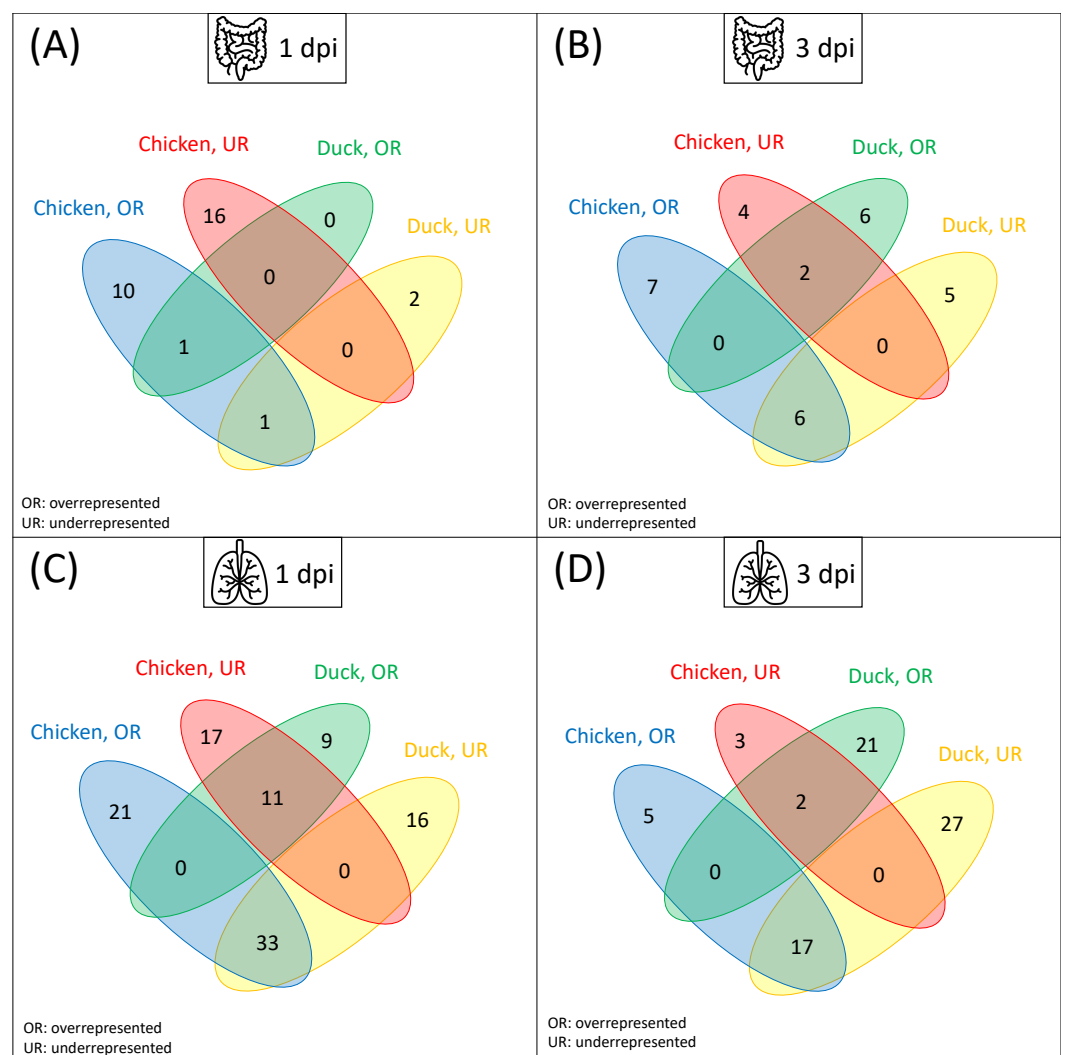 (A)
1 dpi
Chicken, UR
Duck, OR
Chicken, OR
Duck, UR
16
0
10
0
2
1
0
1
OR: overrepresented
UR: underrepresented
(B)
3 dpi
Chicken, UR
Duck, OR
Chicken, OR
Duck, UR
4
6
7
2
5
0
0
6
OR: overrepresented
UR: underrepresented
(C)
1 dpi
Chicken, UR
Duck, OR
Chicken, OR
Duck, UR
17
9
21
11
16
0
0
33
OR: overrepresented
UR: underrepresented
(D)
3 dpi
Chicken, UR
Duck, OR
Chicken, OR
Duck, UR
3
21
5
2
27
0
0
17
OR: overrepresented
UR: underrepresented